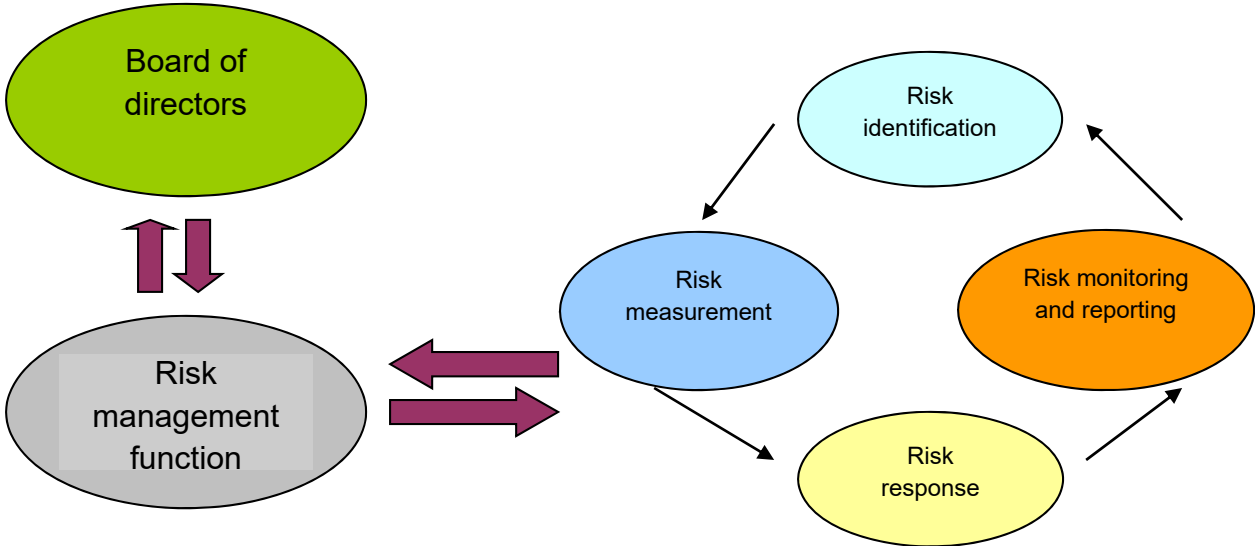 Board of
directors
Risk
management
function
Risk
identification
Risk
measurement
Risk monitoring
and reporting
Risk
response